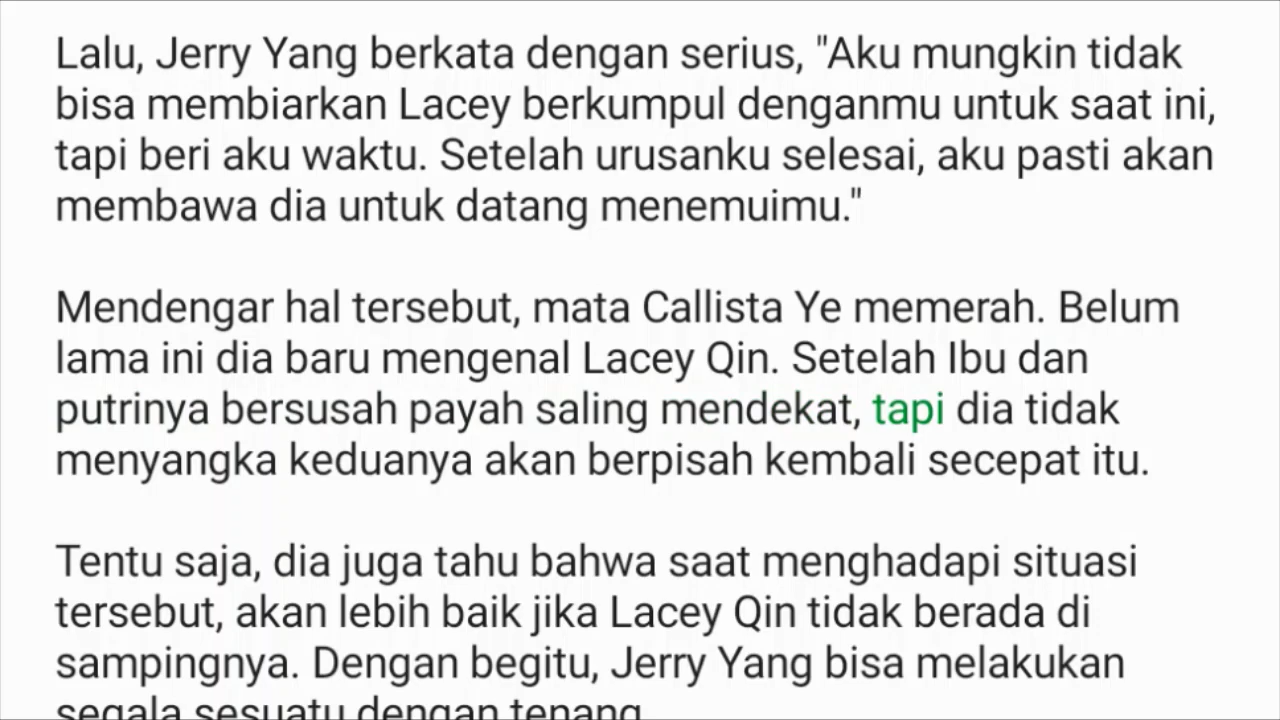 Lalu, Jerry Yang berkata dengan serius, "Aku mungkin tidak
bisa membiarkan Lacey berkumpul denganmu untuk saat ini,
tapi beri aku waktu. Setelah urusanku selesai, aku pasti akan
membawa dia untuk datang menemuimu."
Mendengar hal tersebut, mata Callista Ye memerah. Belum
lama ini dia baru mengenal Lacey Qin. Setelah Ibu dan
putrinya bersusah payah saling mendekat, tapi dia tidak
menyangka keduanya akan berpisah kembali secepat itu.
Tentu saja, dia juga tahu bahwa saat menghadapi situasi
tersebut, akan lebih baik jika Lacey Qin tidak berada di
sampingnya. Dengan begitu, Jerry Yang bisa melakukan
segala sesuatu dengan tenang.